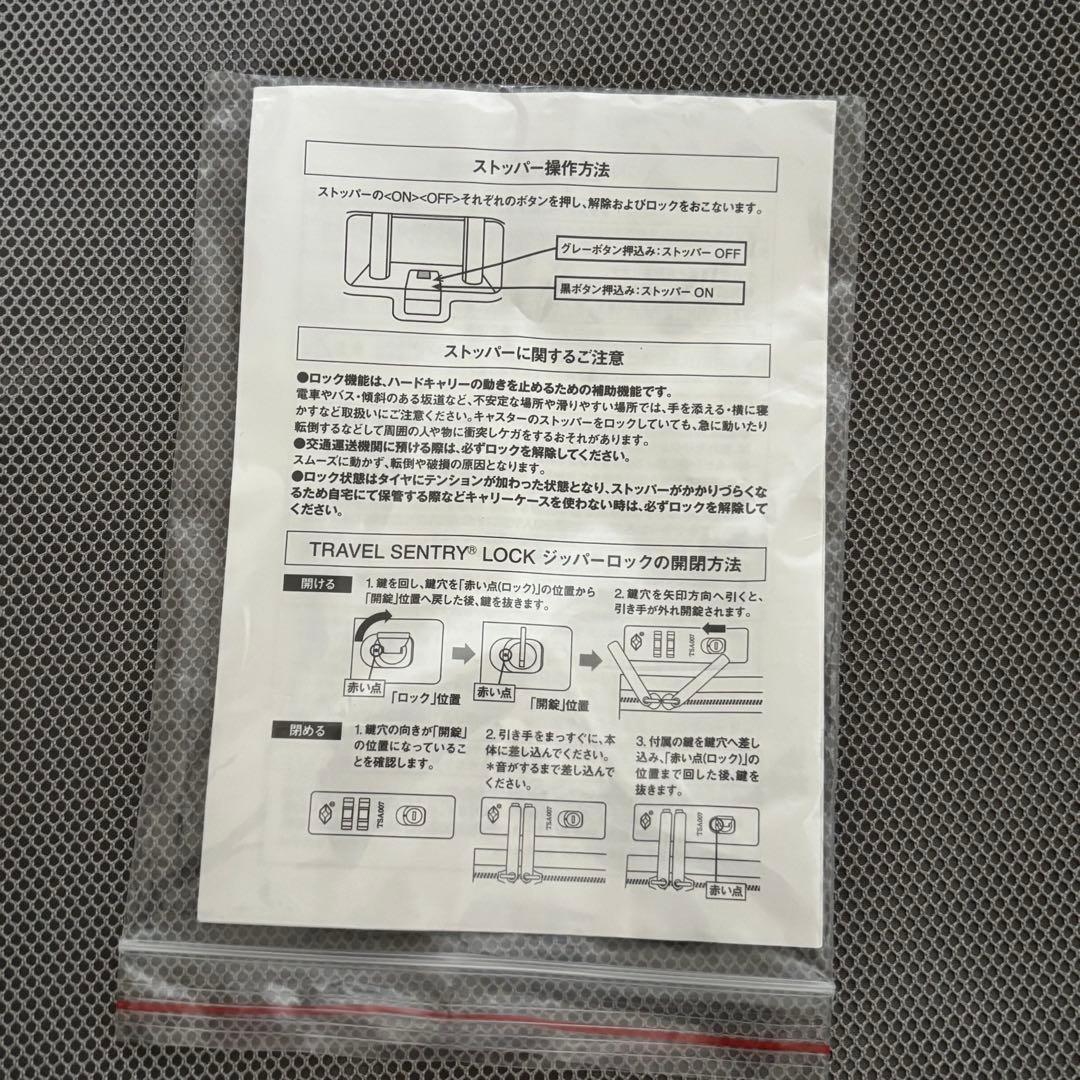 ストッパー操作方法
ストッパーの<ON><OFF>それぞれのボタンを押し、解除およびロックをおこないます。
グレーボタン押込み:ストッパー OFF
黒ボタン押込み:ストッパー ON
ストッパーに関するご注意
●ロック機能は、ハードキャリーの動きを止めるための補助機能です。
電車やバス・傾斜のある坂道など、不安定な場所や滑りやすい場所では、手を添える・横に寝
かすなど取扱いにご注意ください。キャスターのストッパーをロックしていても、急に動いたり
転倒するなどして周囲の人や物に衝突しケガをするおそれがあります。
●交通運送機関に預ける際は、必ずロックを解除してください。
スムーズに動かず、転倒や破損の原因となります。
●ロック状態はタイヤにテンションが加わった状態となり、ストッパーがかかりづらくな
るため自宅にて保管する際などキャリーケースを使わない時は、必ずロックを解除して
ください。
TRAVEL SENTRY® LOCK ジッパーロックの開閉方法
開ける
1. 鍵を回し、鍵穴を「赤い点(ロック)」の位置から
「開錠」位置へ戻した後、鍵を抜きます。
2. 鍵穴を矢印方向へ引くと、
引き手が外れ開錠されます。
赤い点
「ロック」位置
赤い点
「開錠」位置
®
TSA007
閉める
1. 鍵穴の向きが「開錠」
の位置になっているこ
とを確認します。
2. 引き手をまっすぐに、本
体に差し込んでください。
*音がするまで差し込んで
ください。
3. 付属の鍵を鍵穴へ差し
込み、「赤い点(ロック)」の
位置まで回した後、鍵を
抜きます。
®
TSA007
®
TSA007
®
TSA007
赤い点